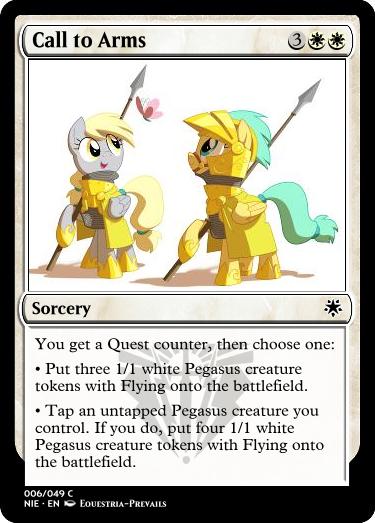 Call to Arms 3
Sorcery
You get a Quest counter, then choose one:
• Put three 1/1 white Pegasus creature
tokens with Flying onto the battlefield.
• Tap an untapped Pegasus creature you
control. If you do, put four 1/1 white
Pegasus creature tokens with Flying onto
the battlefield.
006/049 C
NIE • EN Equestria-Prevails